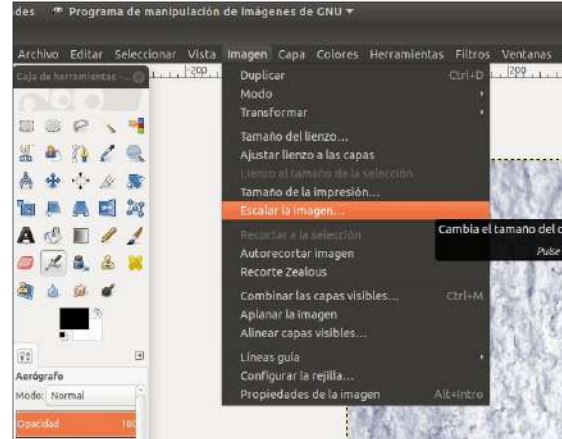 des Programa de manipulación de imágenes de GNU
Archivo Editar Seleccionar Vista Imagen Capa Colores Herramientas Filtros Ventanas
Caja de herramientas -...
-200
200
Duplicar Ctrl+D
Modo
Transformar
Tamaño del lienzo...
Ajustar lienzo a las capas
Lienzo al tamaño de la selección
Tamaño de la impresión...
Escalar la imagen...
Cambia el tamaño del c
Pulse
Recortar a la selección
Autorecortar imagen
Recorte Zealous
Combinar las capas visibles... Ctrl+M
Aplanar la imagen
Alinear capas visibles...
Líneas guía
Configurar la rejilla...
Propiedades de la imagen Alt+Intro
Aerógrafo
Modo: Normal
Opacidad 100